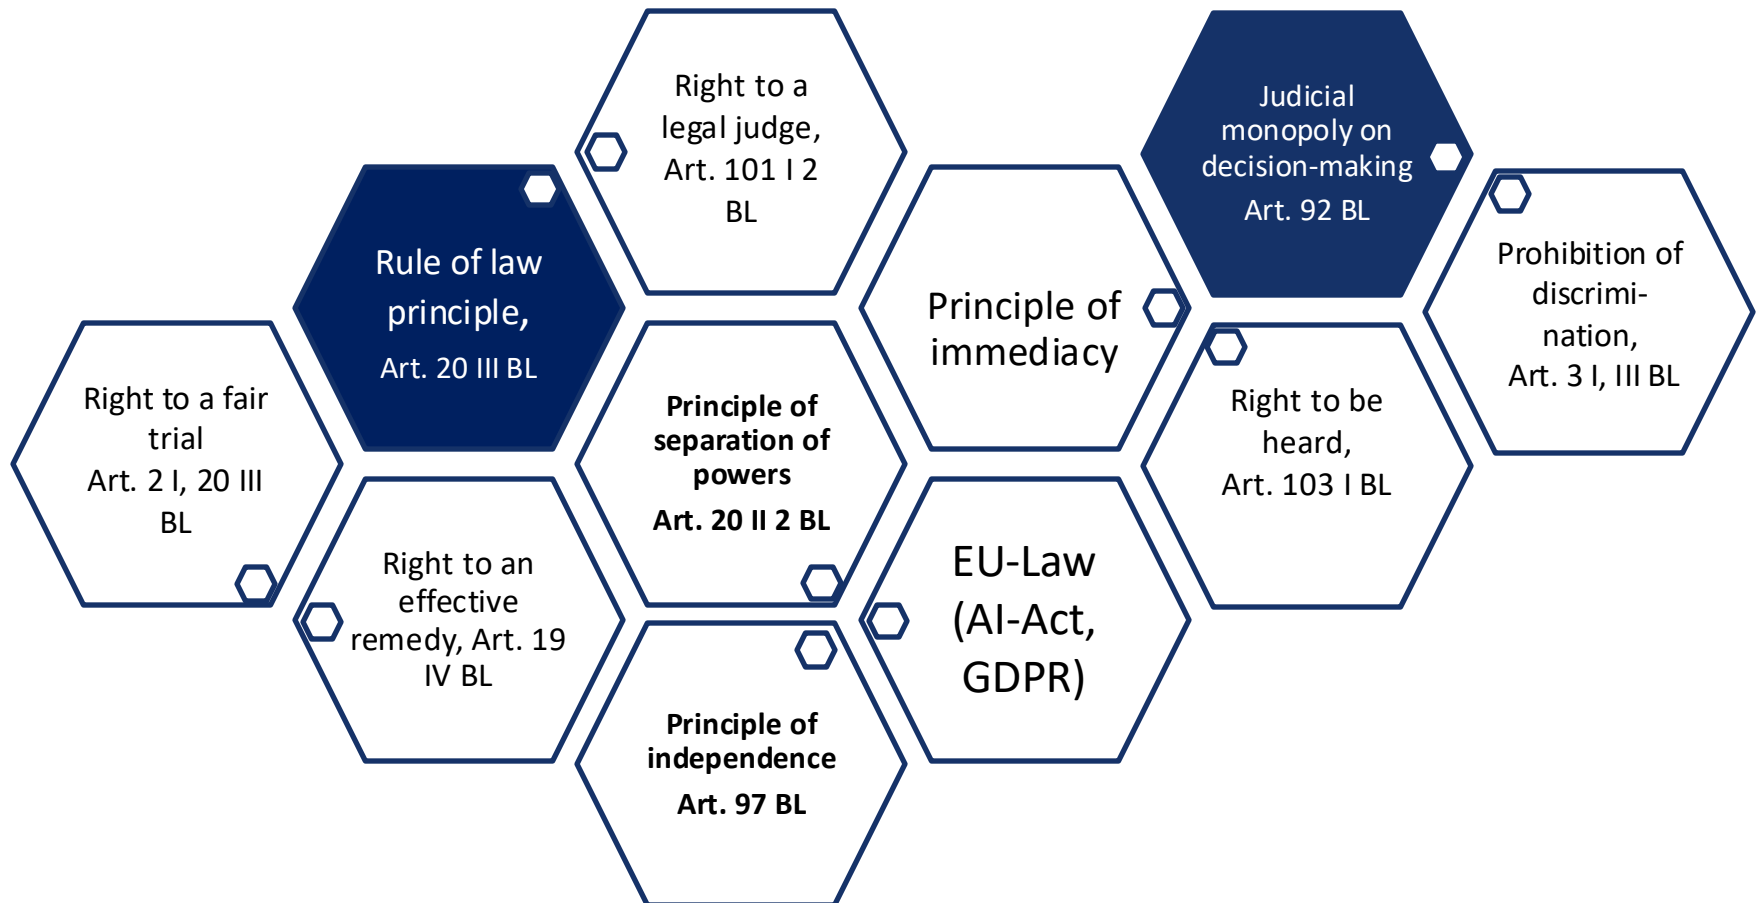 Right to a
legal judge,
Art. 101 I 2
BL
Judicial
monopoly on
decision-making
Art. 92 BL
Rule of law
principle,
Art. 20 III BL
Principle of
immediacy
Prohibition of
discrimi-
nation,
Art. 3 I, III BL
Right to a fair
trial
Art. 2 I, 20 III
BL
Principle of
separation of
powers
Art. 20 II 2 BL
Right to be
heard,
Art. 103 I BL
Right to an
effective
remedy, Art. 19
IV BL
EU-Law
(AI-Act,
GDPR)
Principle of
independence
Art. 97 BL